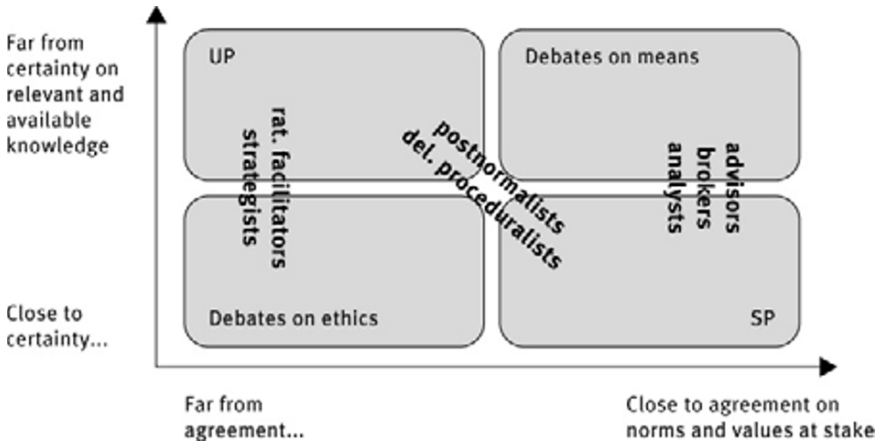 Far from
certainty on
relevant and
available
knowledge
UP
Debates on means
rat. facilitators
strategists
postnormalists
del. proceduralists
advisors
brokers
analysts
Close to
certainty...
Debates on ethics
SP
Far from
agreement...
Close to agreement on
norms and values at stake